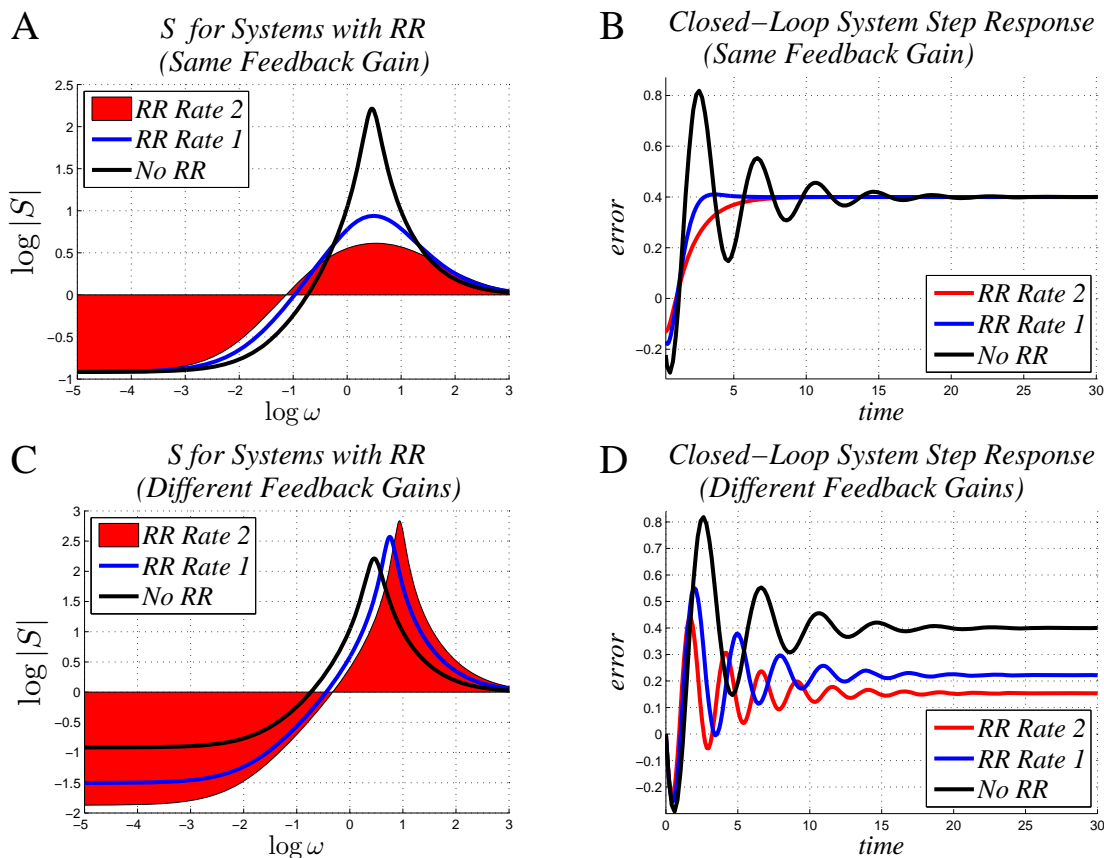 A
S for Systems with RR
(Same Feedback Gain)
2.5
2
1.5
1
0.5
0
−0.5
−1
log |S|
RR Rate 2
RR Rate 1
No RR
−5 −4 −3 −2 −1 0 1 2 3
log ω
B
Closed−Loop System Step Response
(Same Feedback Gain)
0.8
0.6
0.4
0.2
0
−0.2
error
RR Rate 2
RR Rate 1
No RR
5 10 15 20 25 30
time
C
S for Systems with RR
(Different Feedback Gains)
3
2.5
2
1.5
1
0.5
0
−0.5
−1
−1.5
−2
log |S|
RR Rate 2
RR Rate 1
No RR
−5 −4 −3 −2 −1 0 1 2 3
log ω
D
Closed−Loop System Step Response
(Different Feedback Gains)
0.8
0.7
0.6
0.5
0.4
0.3
0.2
0.1
0
−0.1
−0.2
error
RR Rate 2
RR Rate 1
No RR
0 5 10 15 20 25 30
time